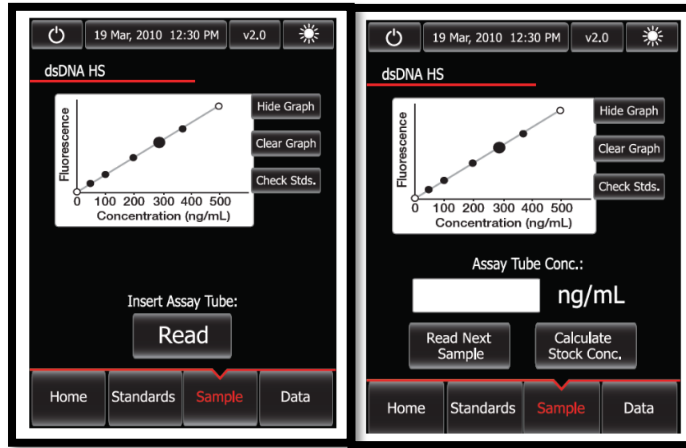 19 Mar, 2010 12:30 PM v2.0
dsDNA HS
Fluorescence
Hide Graph
Clear Graph
Check Stds.
0 100 200 300 400 500
Concentration (ng/mL)
Insert Assay Tube:
Read
Home Standards Sample Data
19 Mar, 2010 12:30 PM v2.0
dsDNA HS
Fluorescence
Hide Graph
Clear Graph
Check Stds.
0 100 200 300 400 500
Concentration (ng/mL)
Assay Tube Conc.:
ng/mL
Read Next
Sample
Calculate
Stock Conc.
Home Standards Sample Data